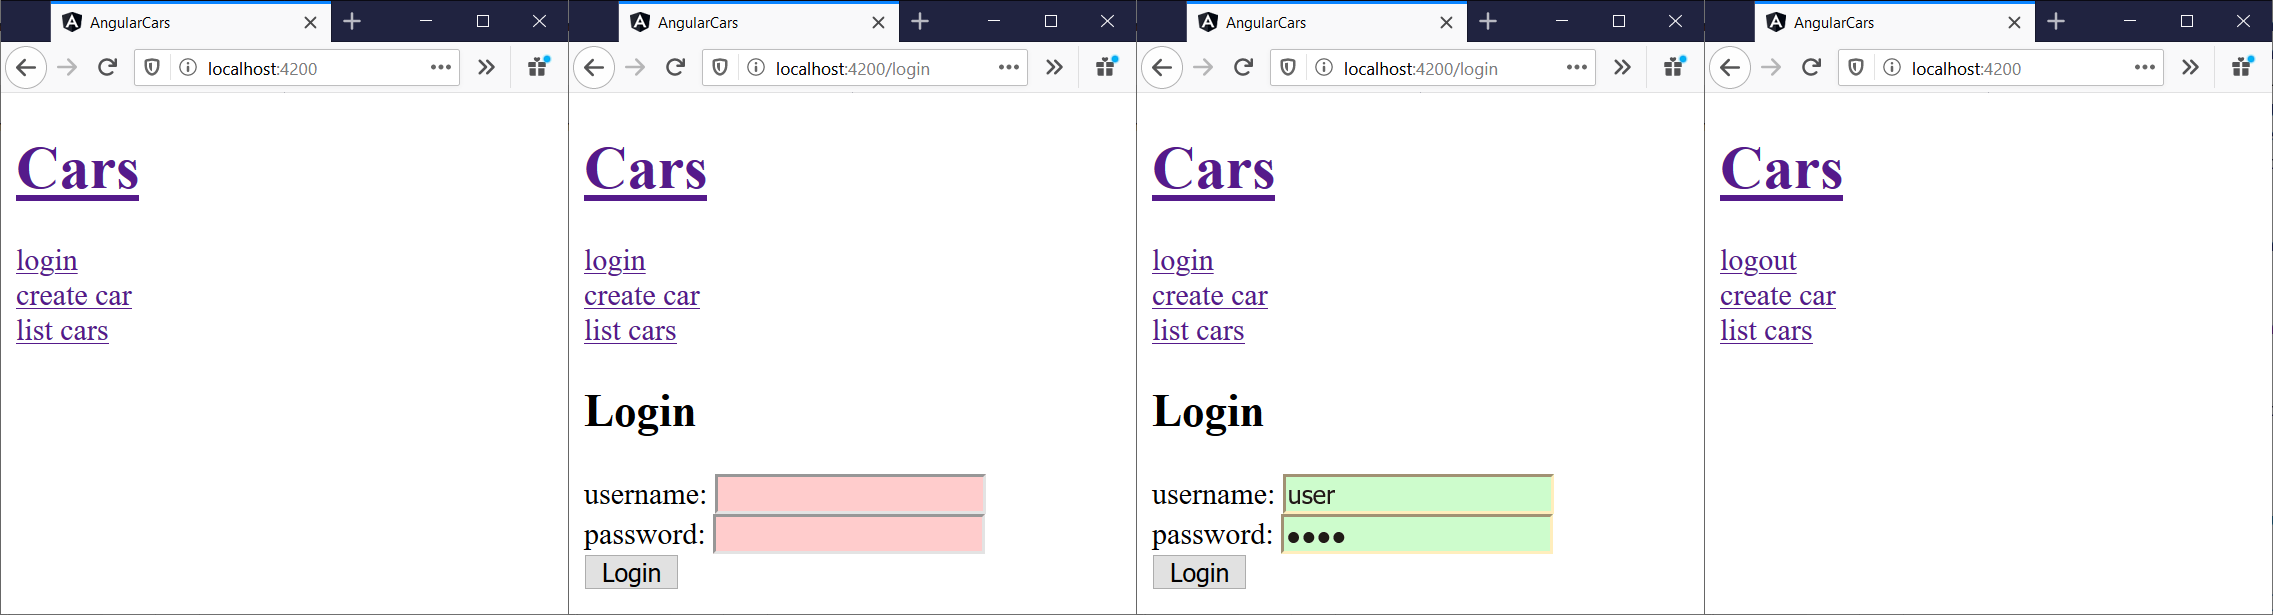 AngularCars
localhost:4200
Cars
login
create car
list cars
AngularCars
localhost:4200/login
Cars
login
create car
list cars
Login
username:
password:
Login
AngularCars
localhost:4200/login
Cars
login
create car
list cars
Login
username: user
password: ●●●●
Login
AngularCars
localhost:4200
Cars
logout
create car
list cars